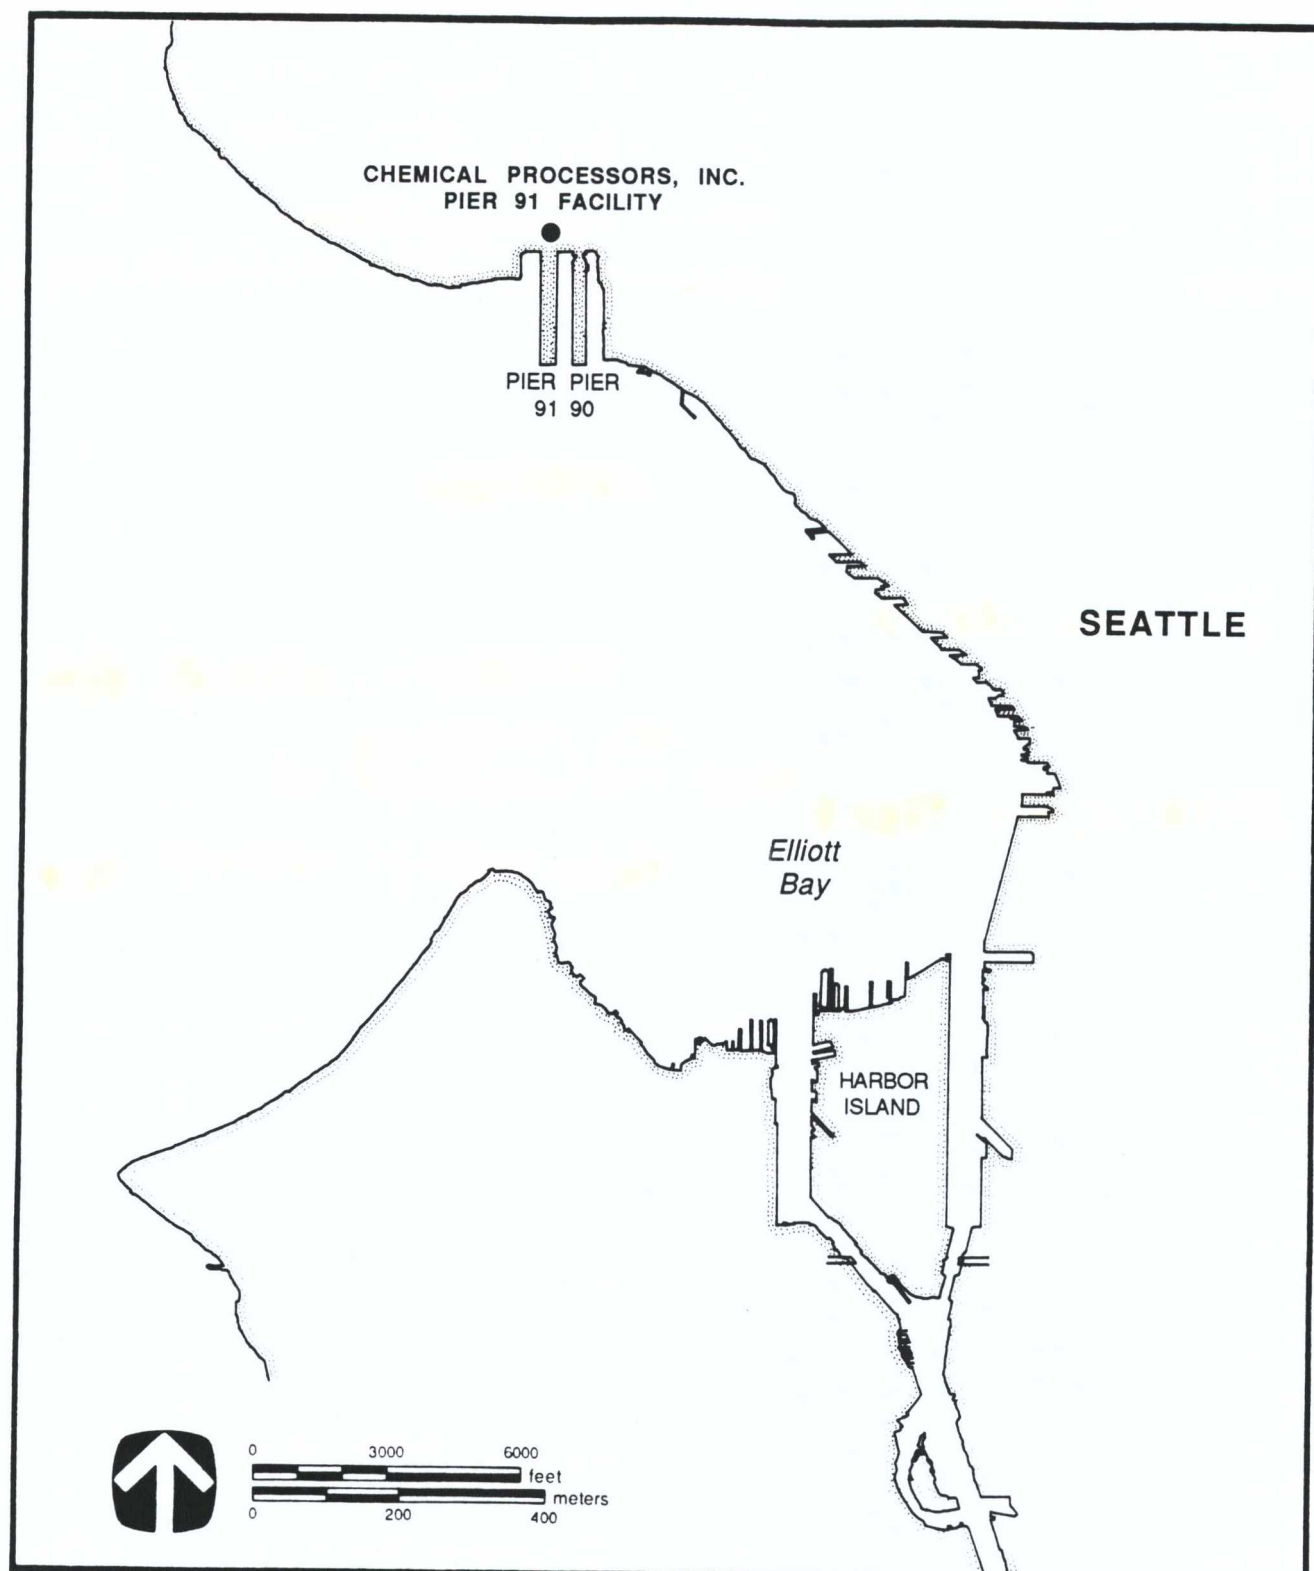 CHEMICAL PROCESSORS, INC.
PIER 91 FACILITY
PIER PIER
91 90
SEATTLE
Elliott
Bay
HARBOR
ISLAND
0 3000 6000
feet
meters
0 200 400